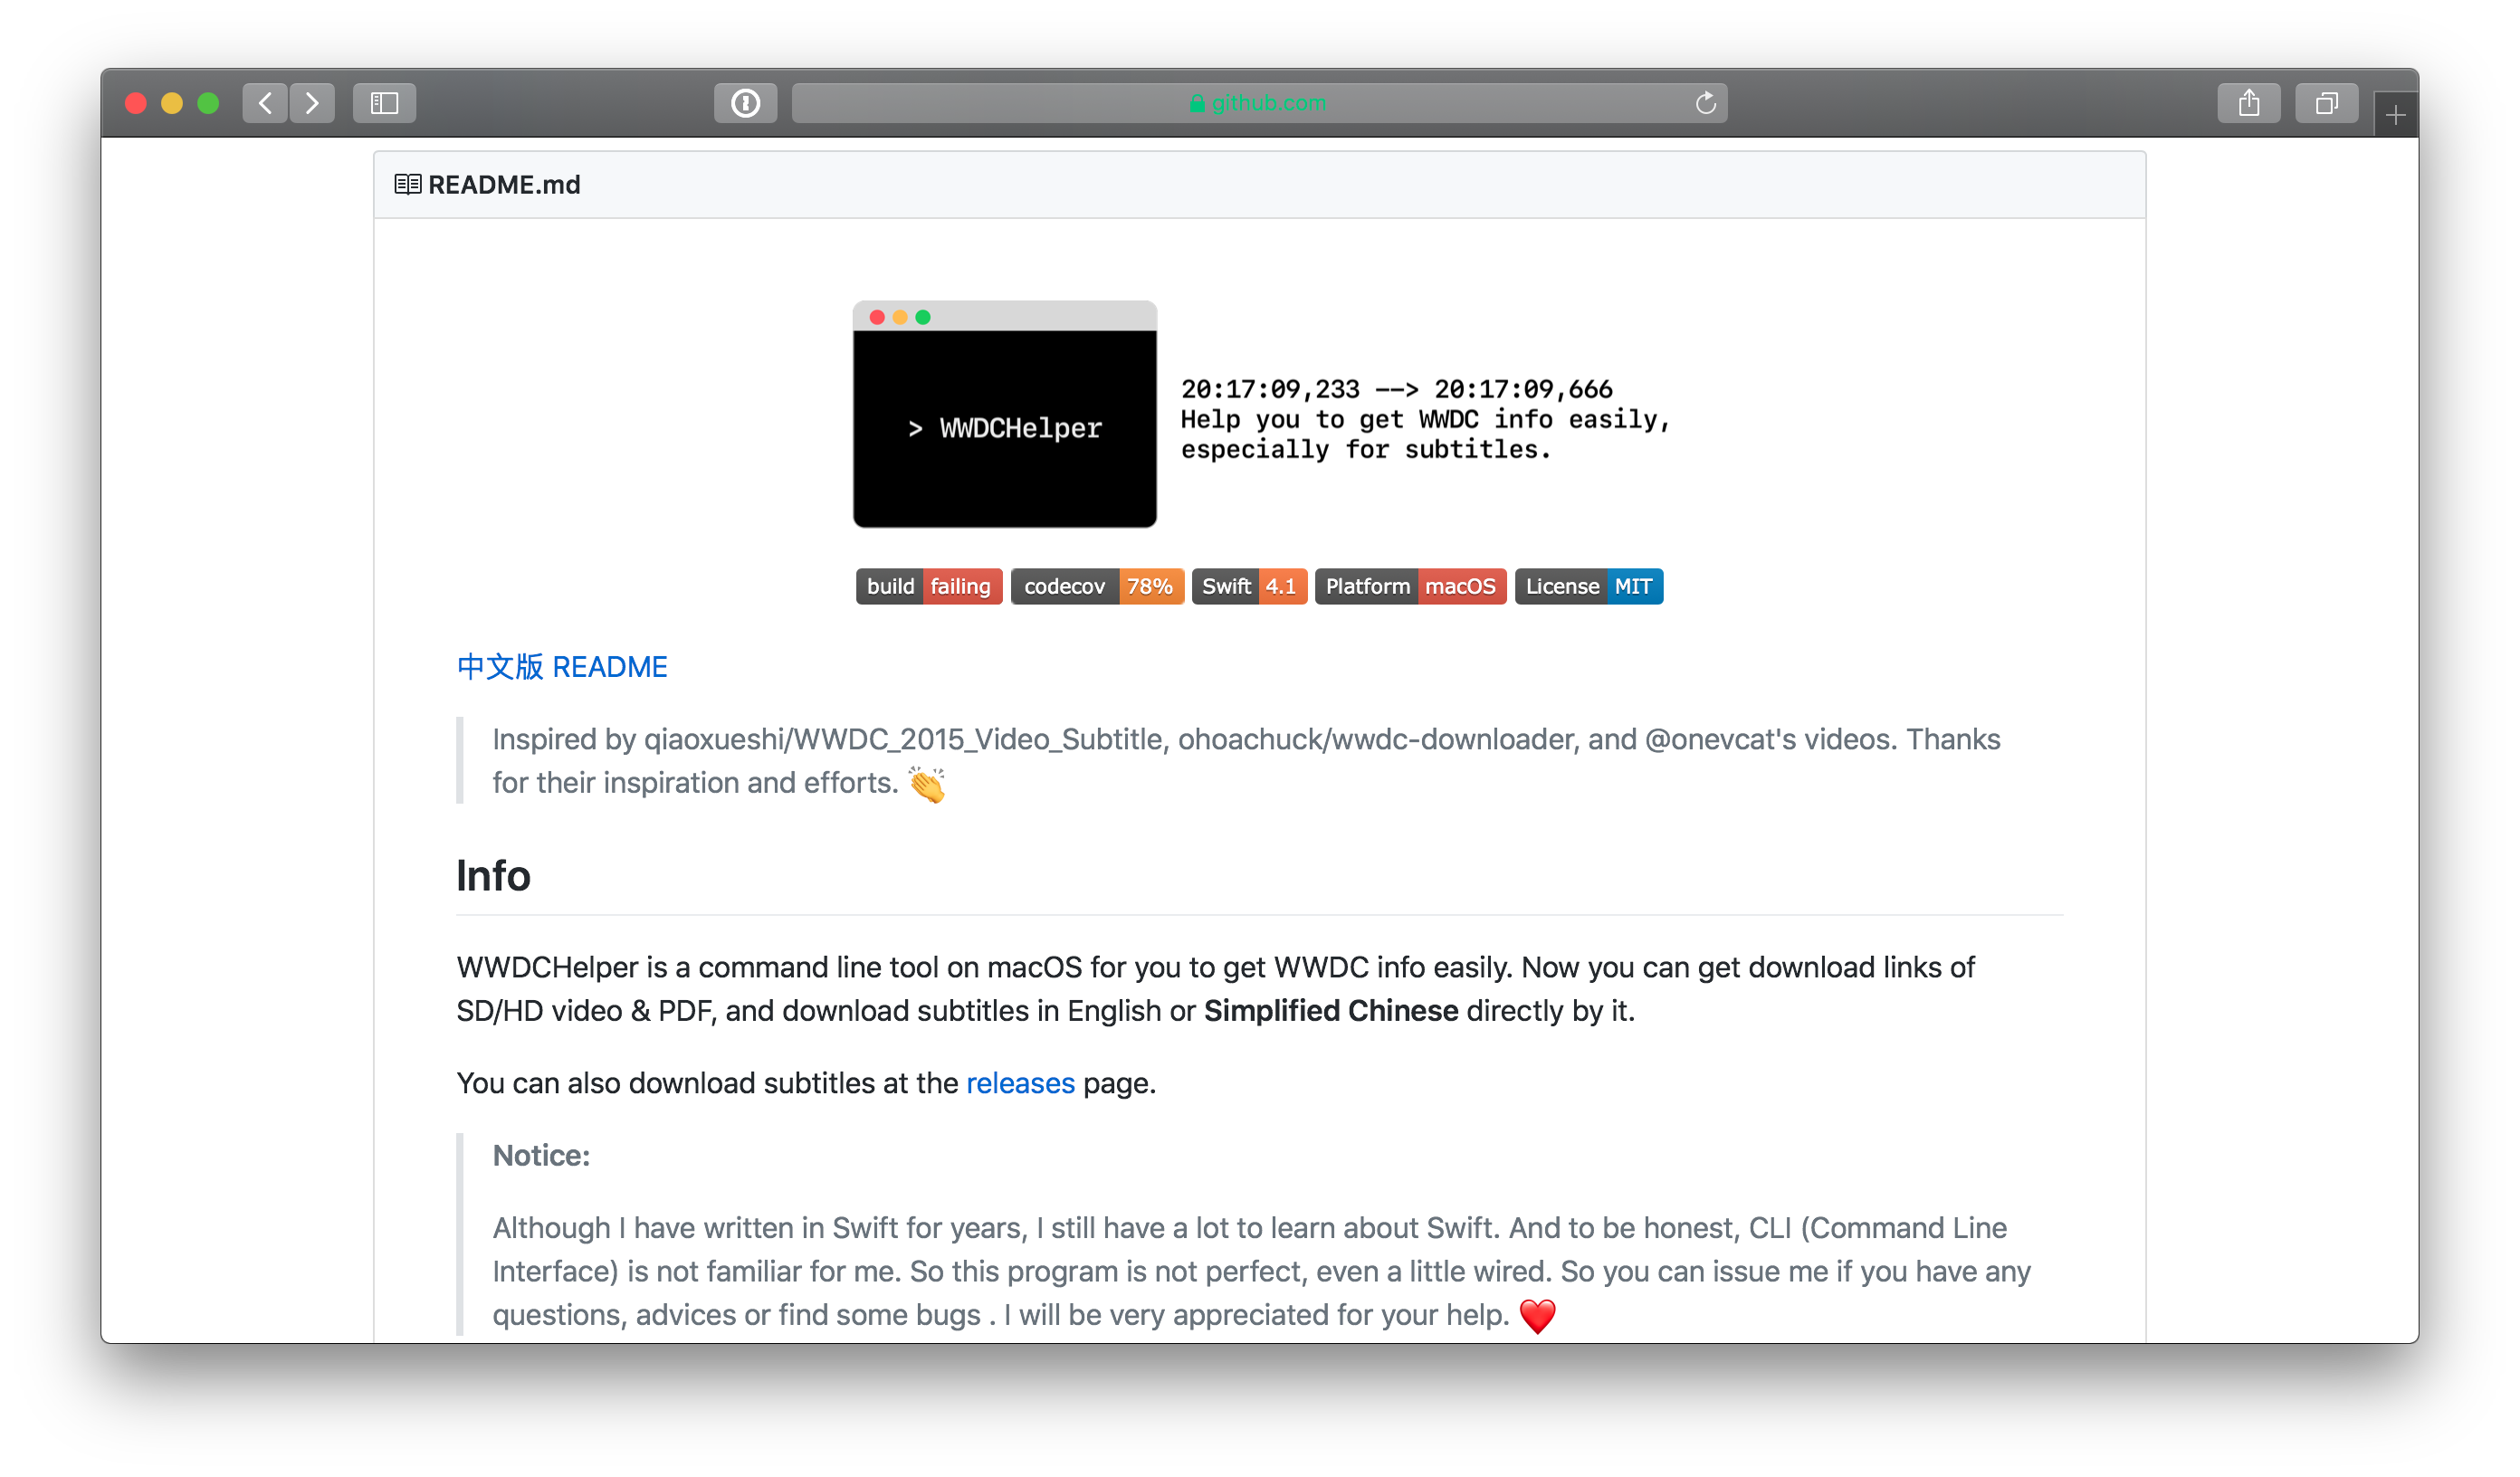 github.com
README.md
> WWDCHelper
20:17:09,233 --> 20:17:09,666
Help you to get WWDC info easily,
especially for subtitles.
build failing codecov 78% Swift 4.1 Platform macOS License MIT
中文版 README
Inspired by qiaoxueshi/WWDC_2015_Video_Subtitle, ohoachuck/wwdc-downloader, and @onevcat's videos. Thanks
for their inspiration and efforts. 👏
Info
WWDCHelper is a command line tool on macOS for you to get WWDC info easily. Now you can get download links of
SD/HD video & PDF, and download subtitles in English or Simplified Chinese directly by it.
You can also download subtitles at the releases page.
Notice:
Although I have written in Swift for years, I still have a lot to learn about Swift. And to be honest, CLI (Command Line
Interface) is not familiar for me. So this program is not perfect, even a little wired. So you can issue me if you have any
questions, advices or find some bugs . I will be very appreciated for your help. ❤️